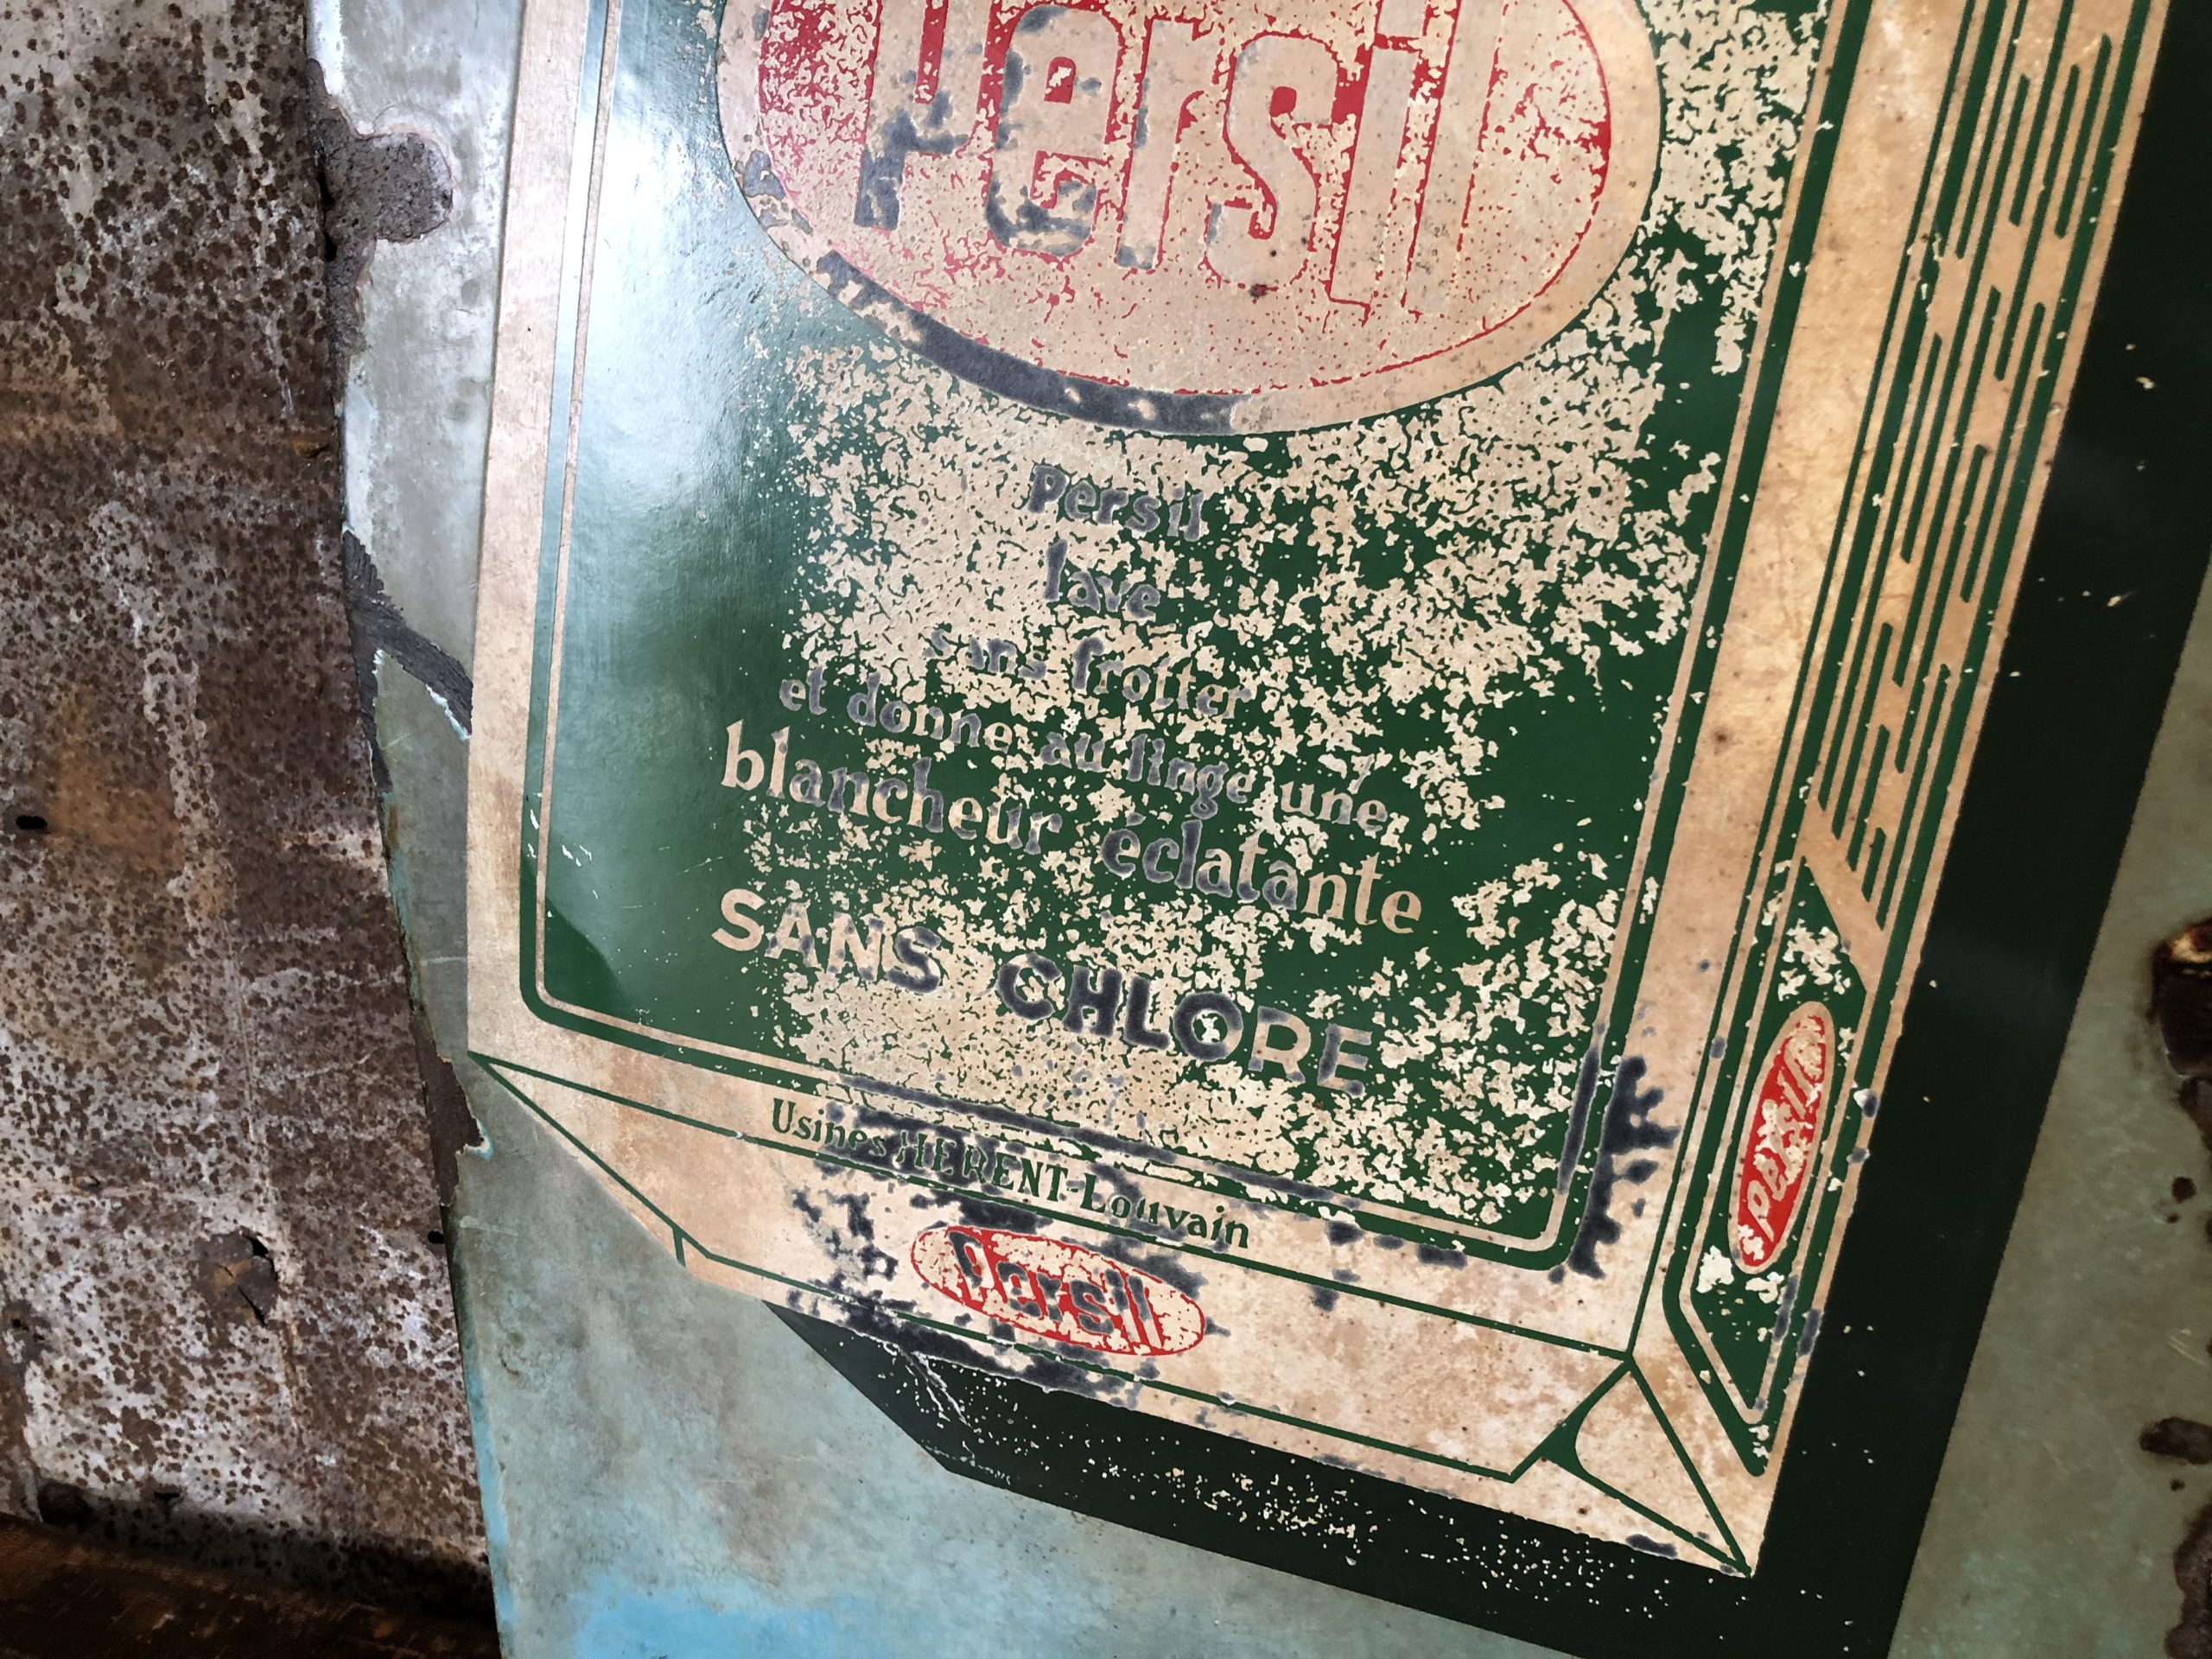 Persil
Persil
lave
sans frotter
et donne au linge une
blancheur éclatante
SANS CHLORE
Usines HERENT-Louvain
Persil
Persil